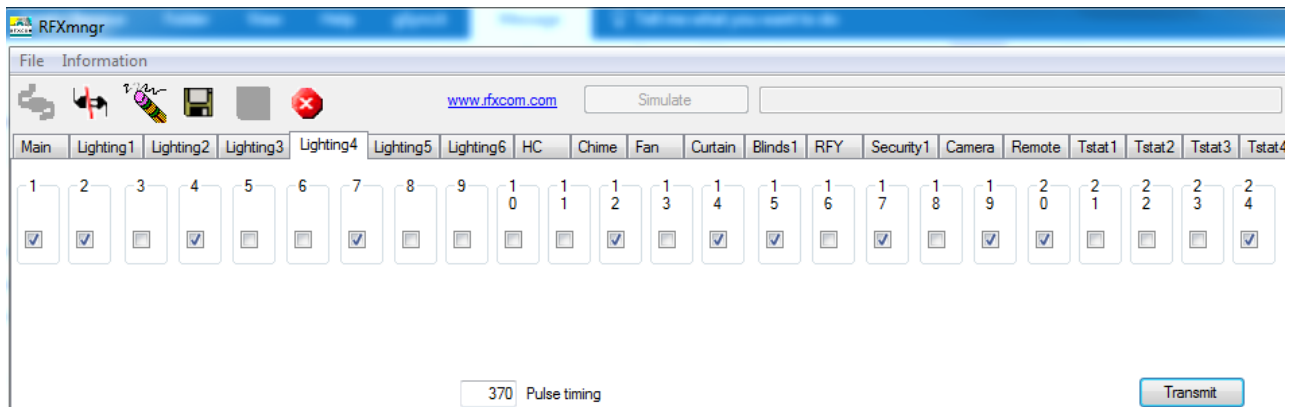 RFXmngr
File Information
www.rfxcom.com Simulate
Main Lighting1 Lighting2 Lighting3 Lighting4 Lighting5 Lighting6 HC Chime Fan Curtain Blinds1 RFY Security1 Camera Remote Tstat1 Tstat2 Tstat3 Tstat4
1 2 3 4 5 6 7 8 9 10 11 12 13 14 15 16 17 18 19 20 21 22 23 24
370 Pulse timing Transmit